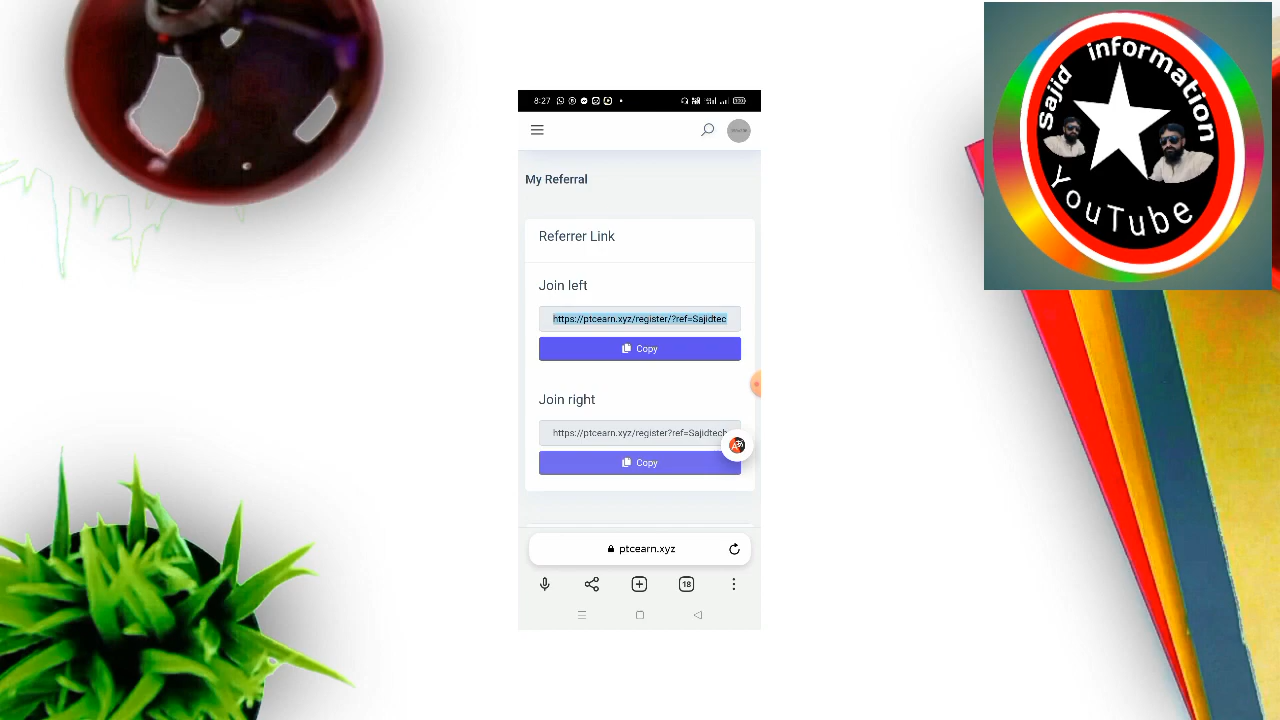 Sajid information
YouTube
8:27
My Referral
Referrer Link
Join left
https://ptcearn.xyz/register/?ref=Sajidtec
Copy
Join right
https://ptcearn.xyz/register?ref=Sajidtech
Copy
ptcearn.xyz
18